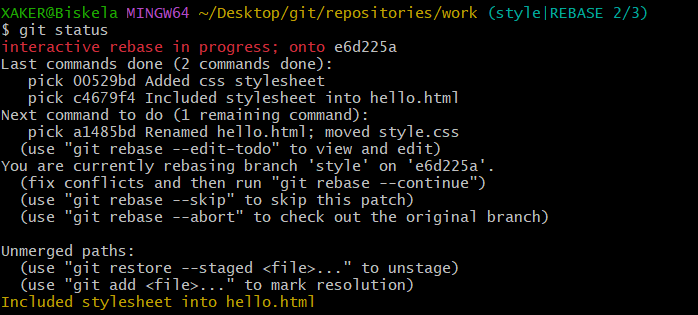 XAKER@Biskela MINGW64 ~/Desktop/git/repositories/work (style|REBASE 2/3)
$ git status
interactive rebase in progress; onto e6d225a
Last commands done (2 commands done):
   pick 00529bd Added css stylesheet
   pick c4679f4 Included stylesheet into hello.html
Next command to do (1 remaining command):
   pick a1485bd Renamed hello.html; moved style.css
  (use "git rebase --edit-todo" to view and edit)
You are currently rebasing branch 'style' on 'e6d225a'.
  (fix conflicts and then run "git rebase --continue")
  (use "git rebase --skip" to skip this patch)
  (use "git rebase --abort" to check out the original branch)

Unmerged paths:
  (use "git restore --staged <file>..." to unstage)
  (use "git add <file>..." to mark resolution)
Included stylesheet into hello.html